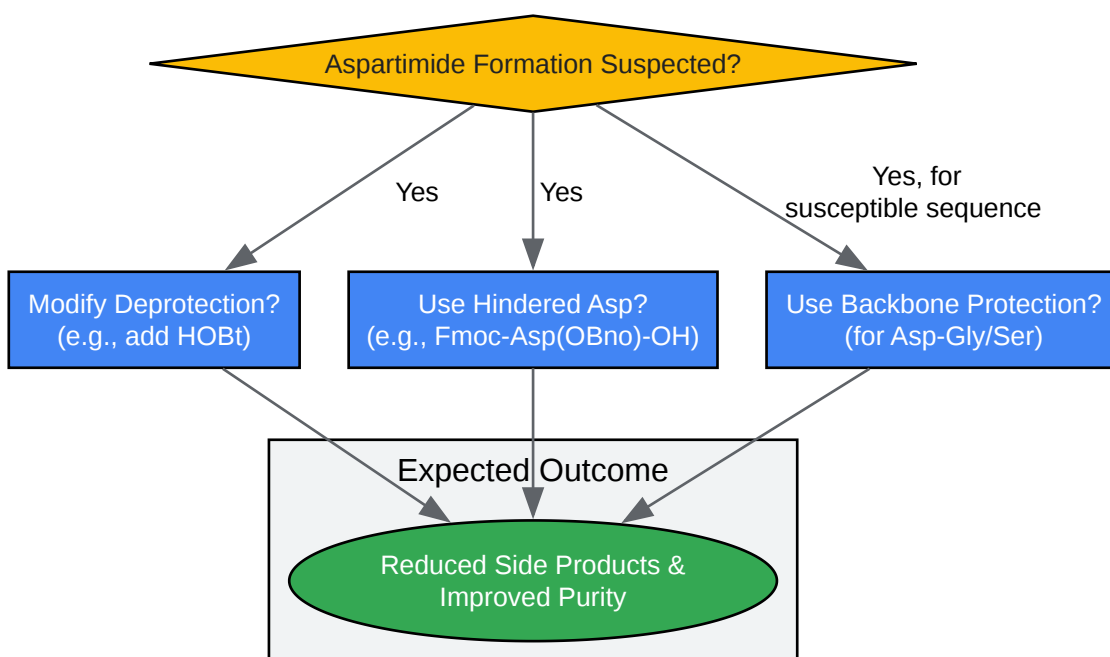 Aspartimide Formation Suspected?
Yes
Yes
Yes, for
susceptible sequence
Modify Deprotection?
(e.g., add HOBt)
Use Hindered Asp?
(e.g., Fmoc-Asp(OBno)-OH)
Use Backbone Protection?
(for Asp-Gly/Ser)
Expected Outcome
Reduced Side Products &
Improved Purity